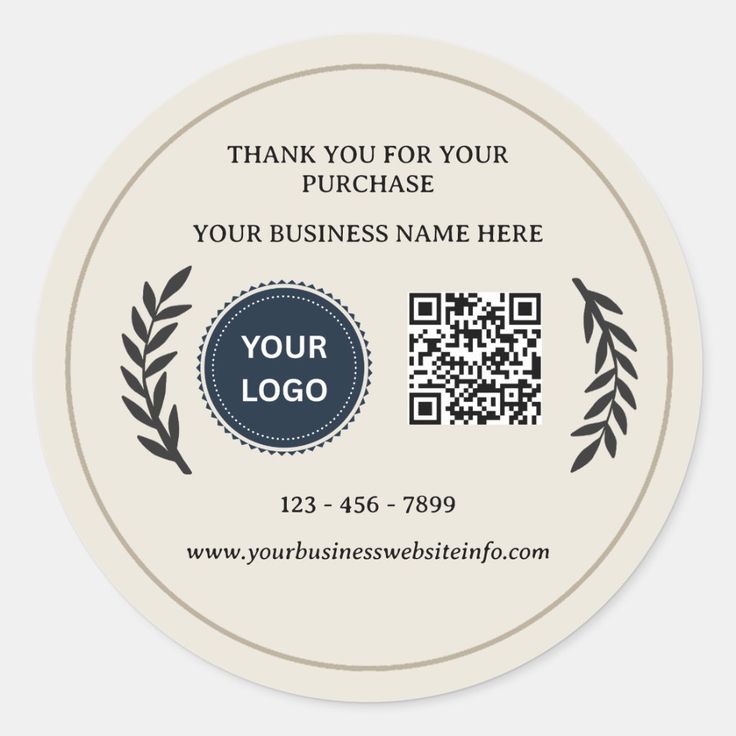 THANK YOU FOR YOUR
PURCHASE
YOUR BUSINESS NAME HERE
YOUR
LOGO
123 - 456 - 7899
www.yourbusinesswebsiteinfo.com